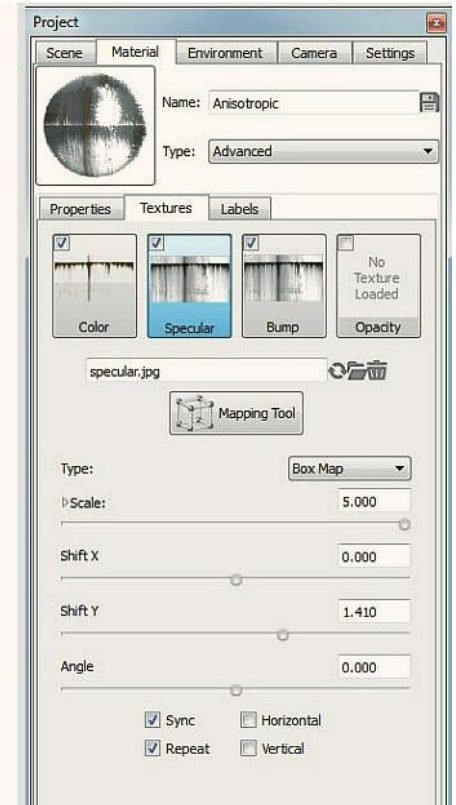 Project
Scene Material Environment Camera Settings
Name: Anisotropic
Type: Advanced
Properties Textures Labels
No
Texture
Loaded
Color Specular Bump Opacity
specular.jpg
Mapping Tool
Type: Box Map
Scale: 5.000
Shift X 0.000
Shift Y 1.410
Angle 0.000
Sync Horizontal
Repeat Vertical